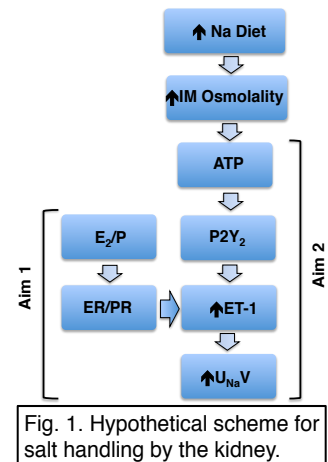 ↑ Na Diet
↑IM Osmolality
ATP
E₂/P
P2Y₂
Aim 1
Aim 2
ER/PR
↑ET-1
↑U_NaV
Fig. 1. Hypothetical scheme for
salt handling by the kidney.